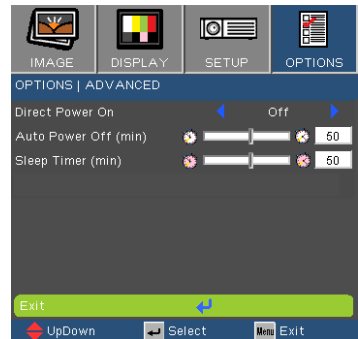 IMAGE DISPLAY SETUP OPTIONS
OPTIONS | ADVANCED
Direct Power On Off
Auto Power Off (min) 50
Sleep Timer (min) 50
Exit
UpDown Select Menu Exit